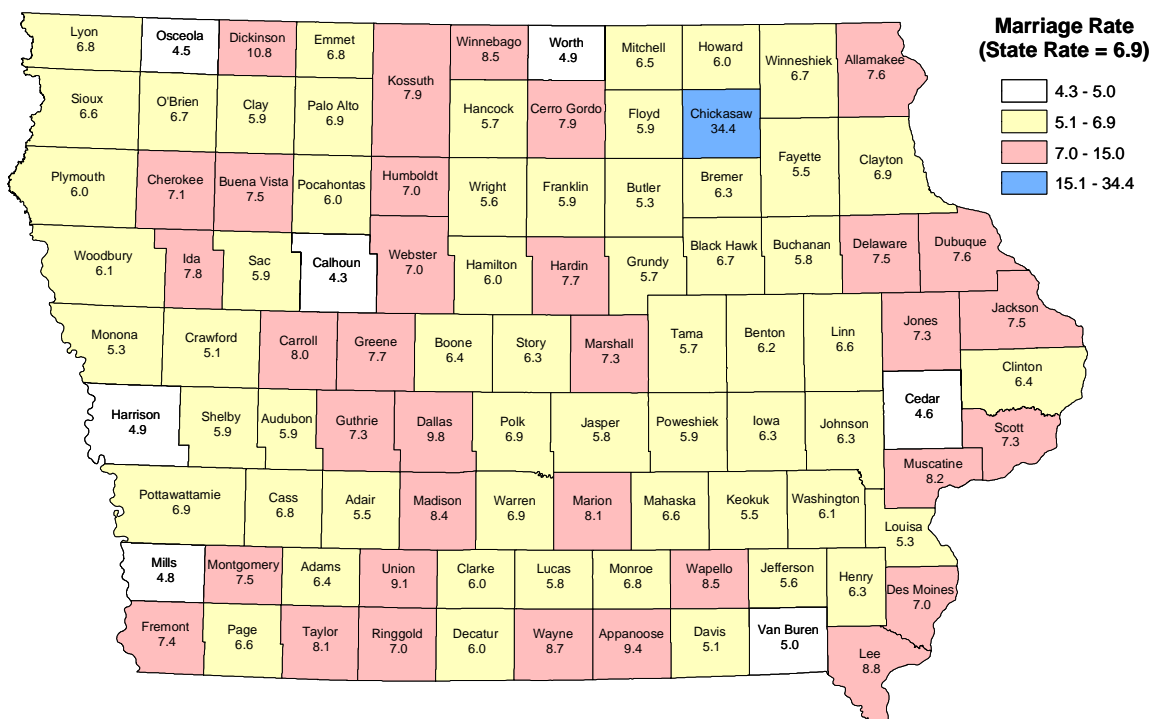 Marriage Rate
(State Rate = 6.9)
4.3 - 5.0
5.1 - 6.9
7.0 - 15.0
15.1 - 34.4
Lyon
6.8
Osceola
4.5
Dickinson
10.8
Emmet
6.8
Kossuth
7.9
Winnebago
8.5
Worth
4.9
Mitchell
6.5
Howard
6.0
Winneshiek
6.7
Allamakee
7.6
Sioux
6.6
O'Brien
6.7
Clay
5.9
Palo Alto
6.9
Hancock
5.7
Cerro Gordo
7.9
Floyd
5.9
Chickasaw
34.4
Fayette
5.5
Clayton
6.9
Plymouth
6.0
Cherokee
7.1
Buena Vista
7.5
Pocahontas
6.0
Humboldt
7.0
Wright
5.6
Franklin
5.9
Butler
5.3
Bremer
6.3
Woodbury
6.1
Ida
7.8
Sac
5.9
Calhoun
4.3
Webster
7.0
Hamilton
6.0
Hardin
7.7
Grundy
5.7
Black Hawk
6.7
Buchanan
5.8
Delaware
7.5
Dubuque
7.6
Monona
5.3
Crawford
5.1
Carroll
8.0
Greene
7.7
Boone
6.4
Story
6.3
Marshall
7.3
Tama
5.7
Benton
6.2
Linn
6.6
Jones
7.3
Jackson
7.5
Clinton
6.4
Harrison
4.9
Shelby
5.9
Audubon
5.9
Guthrie
7.3
Dallas
9.8
Polk
6.9
Jasper
5.8
Poweshiek
5.9
Iowa
6.3
Johnson
6.3
Cedar
4.6
Scott
7.3
Muscatine
8.2
Pottawattamie
6.9
Cass
6.8
Adair
5.5
Madison
8.4
Warren
6.9
Marion
8.1
Mahaska
6.6
Keokuk
5.5
Washington
6.1
Louisa
5.3
Mills
4.8
Montgomery
7.5
Adams
6.4
Union
9.1
Clarke
6.0
Lucas
5.8
Monroe
6.8
Wapello
8.5
Jefferson
5.6
Henry
6.3
Des Moines
7.0
Fremont
7.4
Page
6.6
Taylor
8.1
Ringgold
7.0
Decatur
6.0
Wayne
8.7
Appanoose
9.4
Davis
5.1
Van Buren
5.0
Lee
8.8